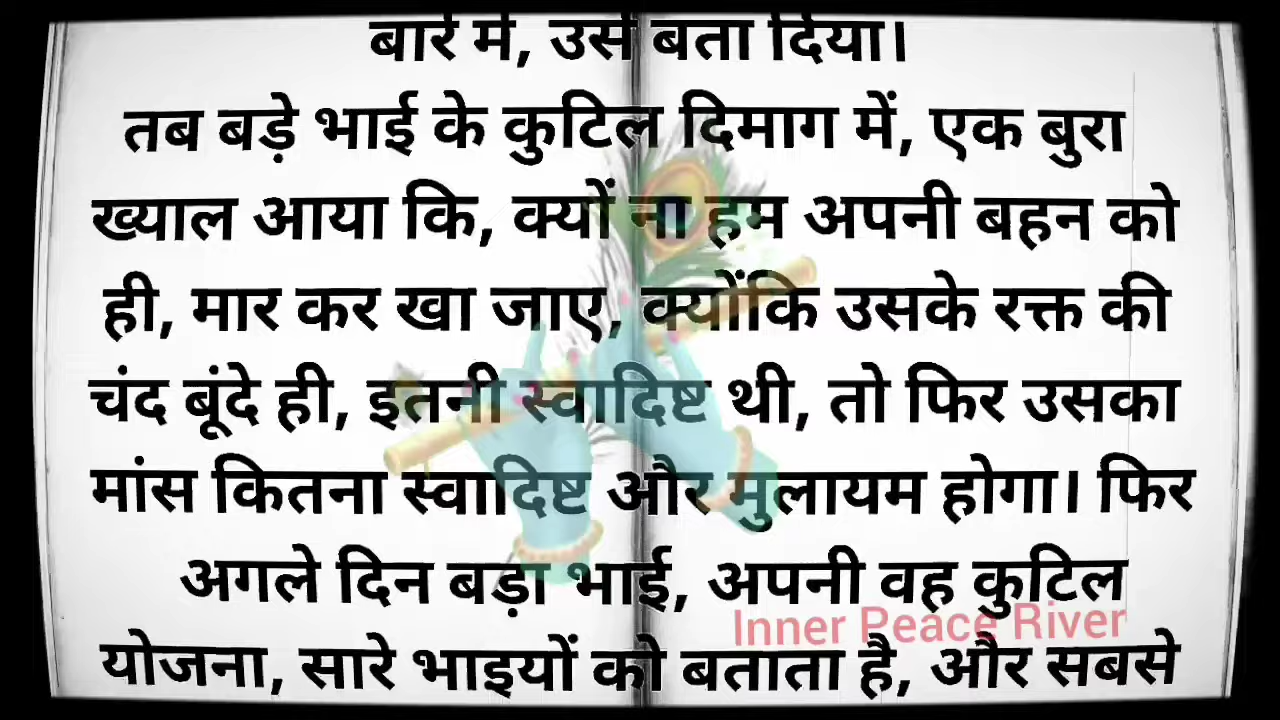 बारे में, उसे बता दिया।
तब बड़े भाई के कुटिल दिमाग में, एक बुरा
ख्याल आया कि, क्यों ना हम अपनी बहन को
ही, मार कर खा जाए, क्योंकि उसके रक्त की
चंद बूंदे ही, इतनी स्वादिष्ट थी, तो फिर उसका
मांस कितना स्वादिष्ट और मुलायम होगा। फिर
अगले दिन बड़ा भाई, अपनी वह कुटिल
Inner Peace River
योजना, सारे भाइयों को बताता है, और सबसे